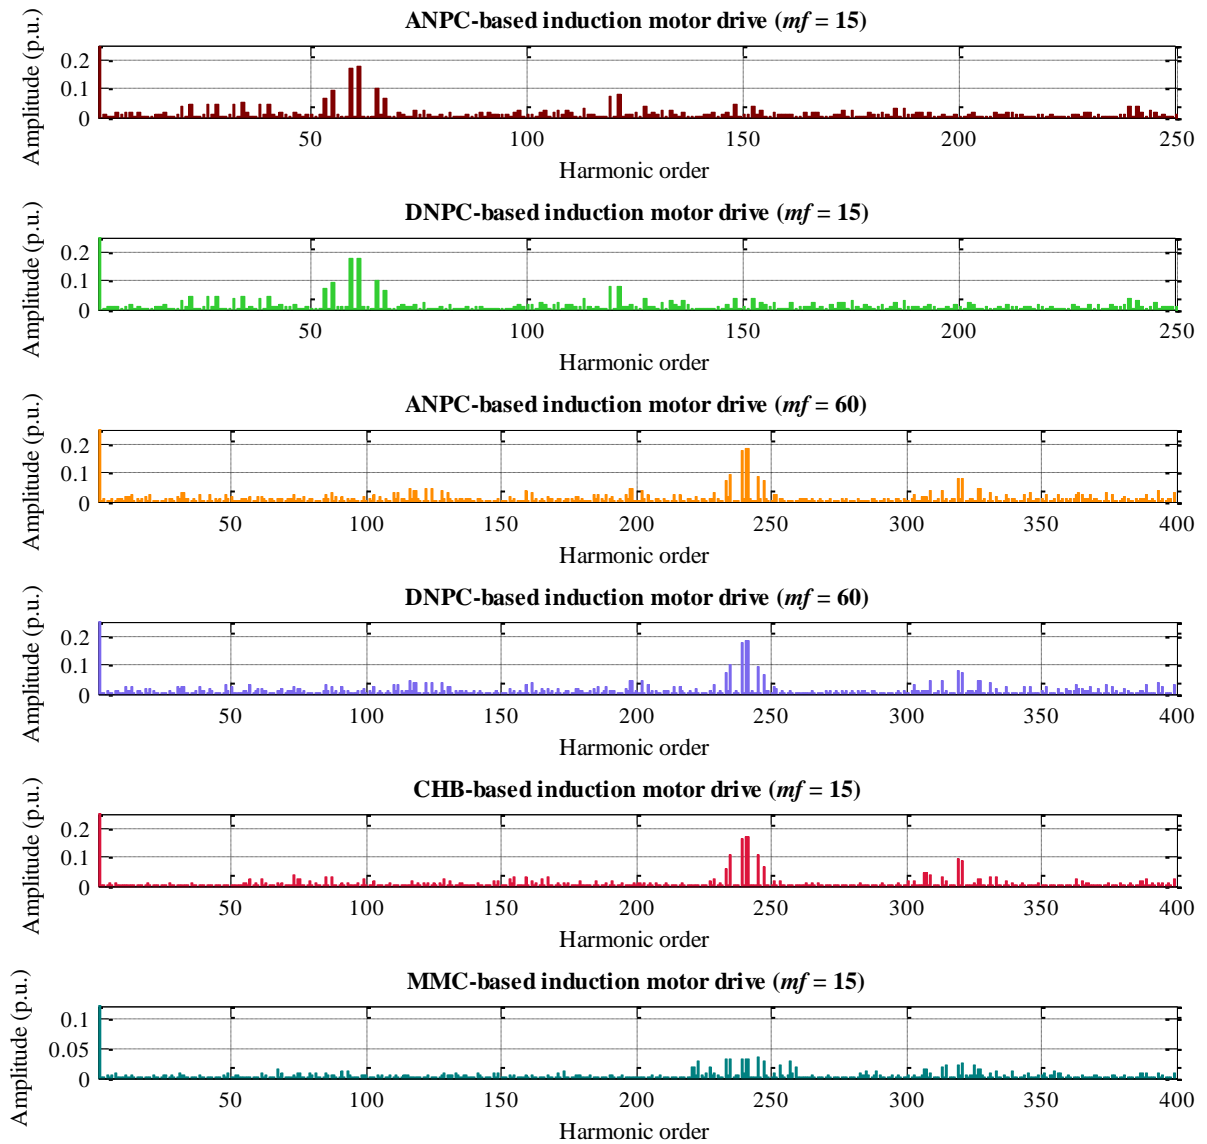 ANPC-based induction motor drive (mf = 15)
Amplitude (p.u.)
0.2
0.1
0
50 100 150 200 250
Harmonic order
DNPC-based induction motor drive (mf = 15)
Amplitude (p.u.)
0.2
0.1
0
50 100 150 200 250
Harmonic order
ANPC-based induction motor drive (mf = 60)
Amplitude (p.u.)
0.2
0.1
0
50 100 150 200 250 300 350 400
Harmonic order
DNPC-based induction motor drive (mf = 60)
Amplitude (p.u.)
0.2
0.1
0
50 100 150 200 250 300 350 400
Harmonic order
CHB-based induction motor drive (mf = 15)
Amplitude (p.u.)
0.2
0.1
0
50 100 150 200 250 300 350 400
Harmonic order
MMC-based induction motor drive (mf = 15)
Amplitude (p.u.)
0.1
0.05
0
50 100 150 200 250 300 350 400
Harmonic order